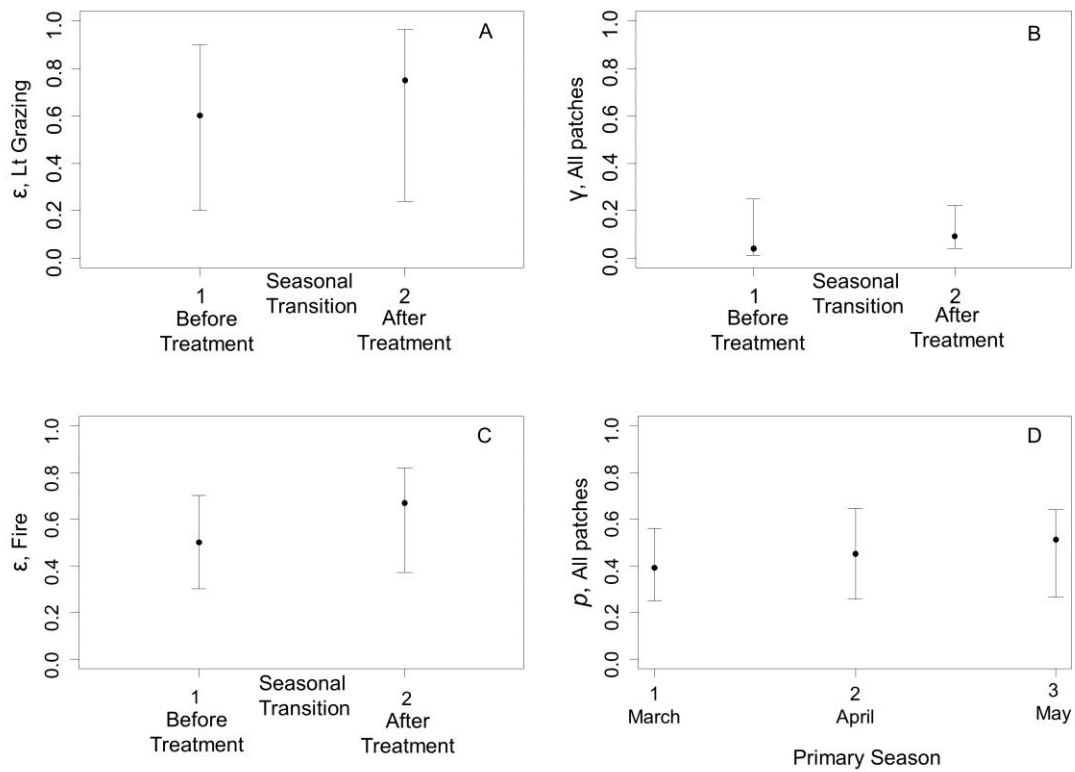 A
ε, Lt Grazing
0.0 0.2 0.4 0.6 0.8 1.0
1
Before
Treatment
Seasonal
Transition
2
After
Treatment
B
γ, All patches
0.0 0.2 0.4 0.6 0.8 1.0
1
Before
Treatment
Seasonal
Transition
2
After
Treatment
C
ε, Fire
0.0 0.2 0.4 0.6 0.8 1.0
1
Before
Treatment
Seasonal
Transition
2
After
Treatment
D
p, All patches
0.0 0.2 0.4 0.6 0.8 1.0
1
March
2
April
3
May
Primary Season